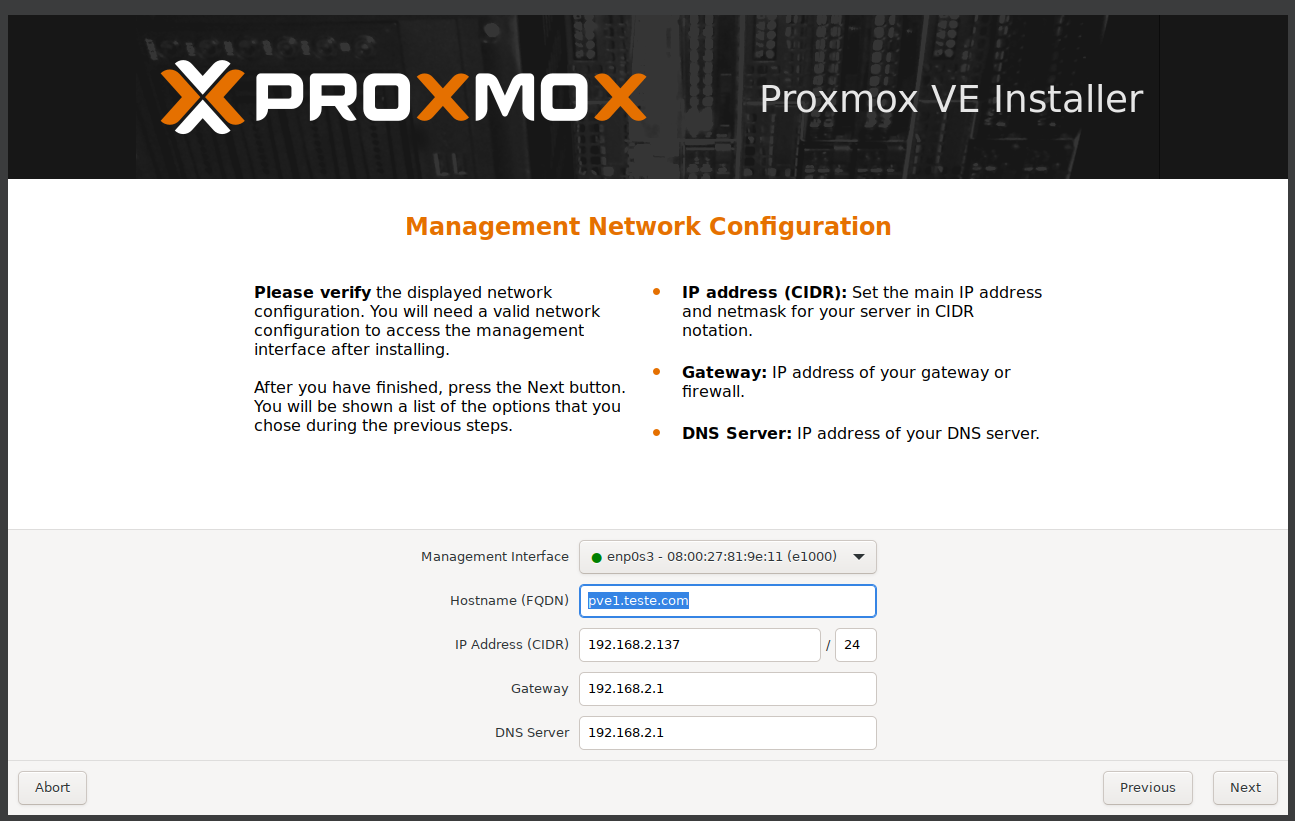 PROXMOX
Proxmox VE Installer
Management Network Configuration
Please verify the displayed network
configuration. You will need a valid network
configuration to access the management
interface after installing.
After you have finished, press the Next button.
You will be shown a list of the options that you
chose during the previous steps.
IP address (CIDR): Set the main IP address
and netmask for your server in CIDR
notation.
Gateway: IP address of your gateway or
firewall.
DNS Server: IP address of your DNS server.
Management Interface enp0s3 - 08:00:27:81:9e:11 (e1000)
Hostname (FQDN) pve1.teste.com
IP Address (CIDR) 192.168.2.137 / 24
Gateway 192.168.2.1
DNS Server 192.168.2.1
Abort Previous Next